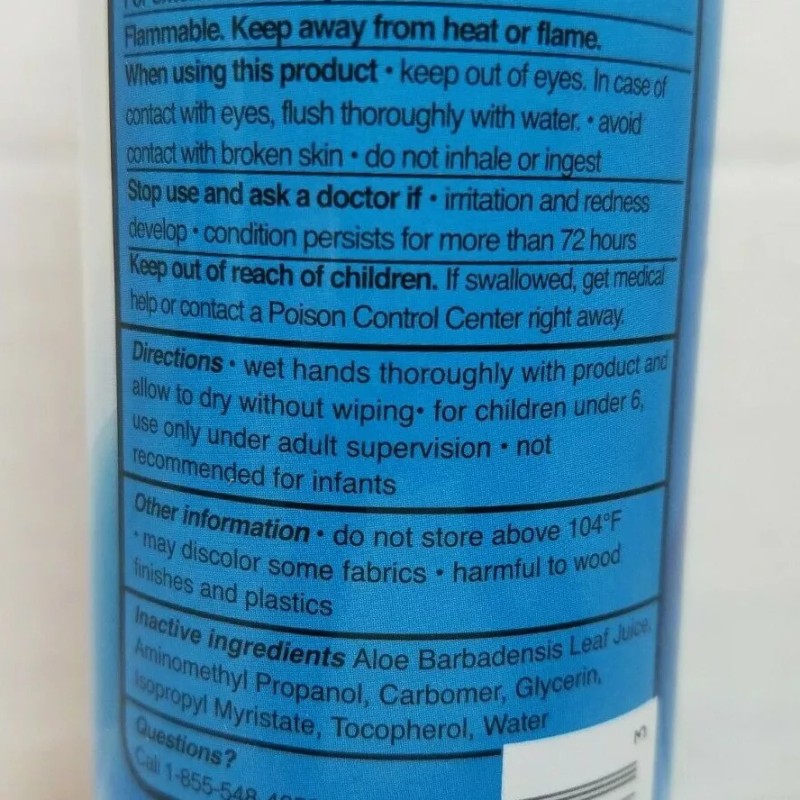 Flammable. Keep away from heat or flame.
When using this product • keep out of eyes. In case of
contact with eyes, flush thoroughly with water. • avoid
contact with broken skin • do not inhale or ingest
Stop use and ask a doctor if • irritation and redness
develop • condition persists for more than 72 hours
Keep out of reach of children. If swallowed, get medical
help or contact a Poison Control Center right away.
Directions • wet hands thoroughly with product and
allow to dry without wiping• for children under 6,
use only under adult supervision • not
recommended for infants
Other information • do not store above 104°F
• may discolor some fabrics • harmful to wood
finishes and plastics
Inactive ingredients Aloe Barbadensis Leaf Juice,
Aminomethyl Propanol, Carbomer, Glycerin,
Isopropyl Myristate, Tocopherol, Water
Questions?
Call 1-855-548-
3